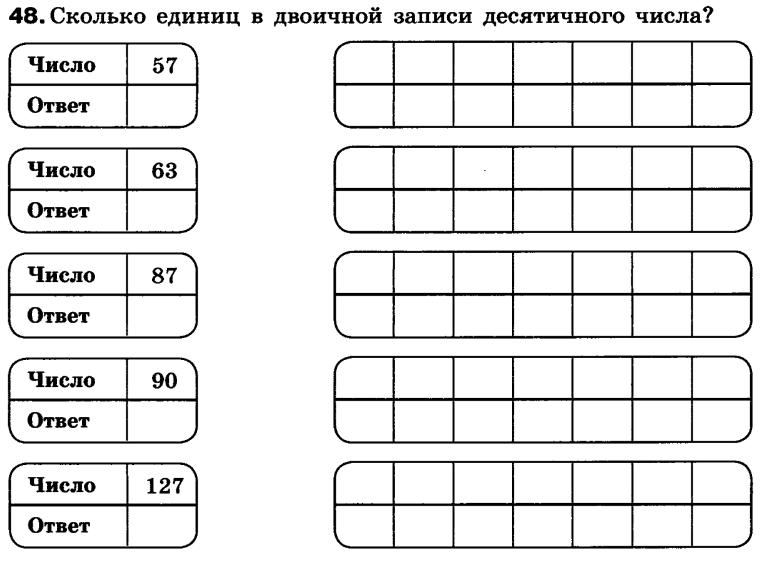 48. Сколько единиц в двоичной записи десятичного числа?
Число 57
Ответ
Число 63
Ответ
Число 87
Ответ
Число 90
Ответ
Число 127
Ответ